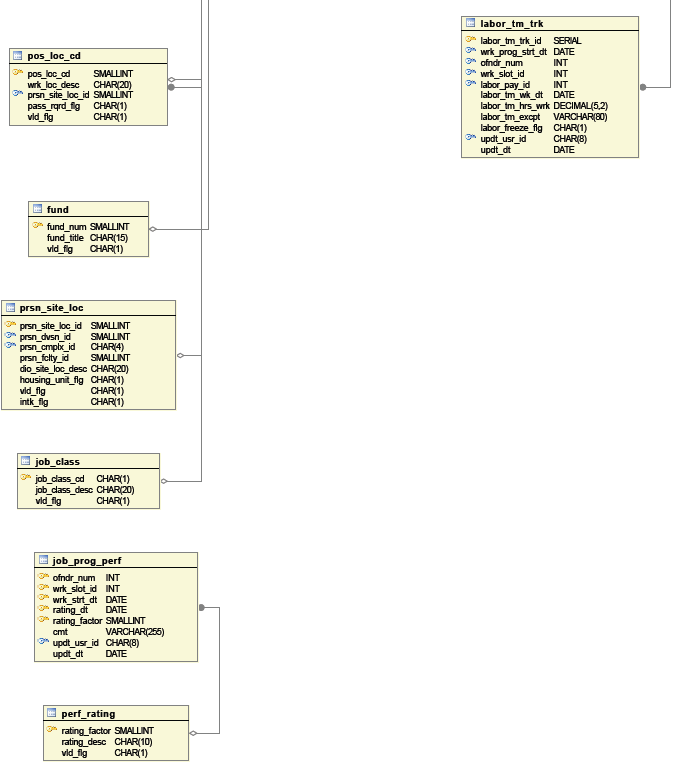 labor_tm_trk
labor_tm_trk_id SERIAL
wrk_prog_strt_dt DATE
ofndr_num INT
wrk_slot_id INT
labor_pay_id INT
labor_tm_wk_dt DATE
labor_tm_hrs_wrk DECIMAL(5,2)
labor_tm_excpt VARCHAR(80)
labor_freeze_flg CHAR(1)
updt_usr_id CHAR(8)
updt_dt DATE
pos_loc_cd
pos_loc_cd SMALLINT
wrk_loc_desc CHAR(20)
prsn_site_loc_id SMALLINT
pass_rqrd_flg CHAR(1)
vld_flg CHAR(1)
fund
fund_num SMALLINT
fund_title CHAR(15)
vld_flg CHAR(1)
prsn_site_loc
prsn_site_loc_id SMALLINT
prsn_dvsn_id SMALLINT
prsn_cmplx_id CHAR(4)
prsn_fclty_id SMALLINT
dio_site_loc_desc CHAR(20)
housing_unit_flg CHAR(1)
vld_flg CHAR(1)
intk_flg CHAR(1)
job_class
job_class_cd CHAR(1)
job_class_desc CHAR(20)
vld_flg CHAR(1)
job_prog_perf
ofndr_num INT
wrk_slot_id INT
wrk_strt_dt DATE
rating_dt DATE
rating_factor SMALLINT
cmt VARCHAR(255)
updt_usr_id CHAR(8)
updt_dt DATE
perf_rating
rating_factor SMALLINT
rating_desc CHAR(10)
vld_flg CHAR(1)